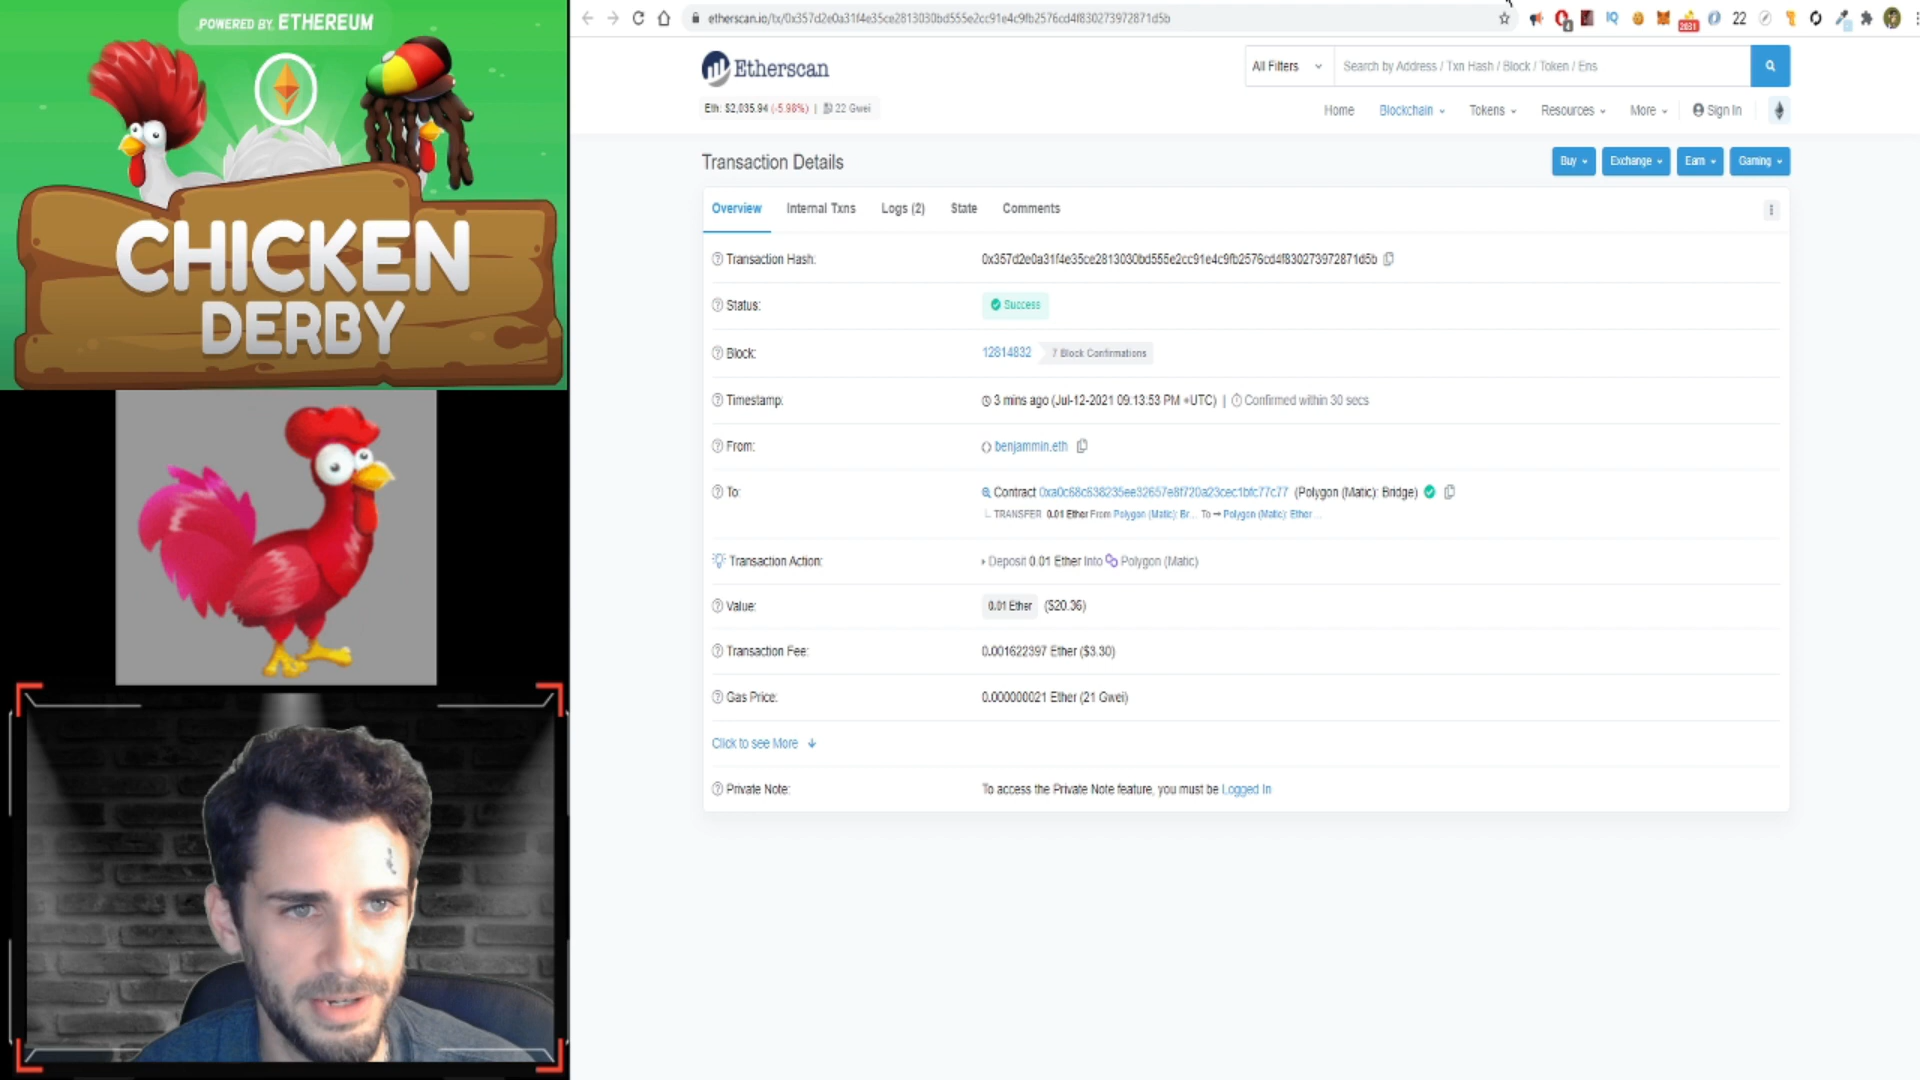 POWERED BY ETHEREUM
CHICKEN
DERBY
etherscan.io/tx/0x357d2e0a31f4e35ce2813030bd555e2cc91e4c9fb2576cd4f830273972871d5b
IQ
2031
22
Etherscan
All Filters
Search by Address / Txn Hash / Block / Token / Ens
Eth: $2,035.94 (-5.98%) | 22 Gwei
Home
Blockchain
Tokens
Resources
More
Sign In
Transaction Details
Buy
Exchange
Earn
Gaming
Overview
Internal Txns
Logs (2)
State
Comments
Transaction Hash:
0x357d2e0a31f4e35ce2813030bd555e2cc91e4c9fb2576cd4f830273972871d5b
Status:
Success
Block:
12814832
7 Block Confirmations
Timestamp:
3 mins ago (Jul-12-2021 09:13:53 PM +UTC) | Confirmed within 30 secs
From:
benjammin.eth
To:
Contract 0xa0c68c638235ee32657e8f720a23cec1bfc77c77 (Polygon (Matic): Bridge)
TRANSFER 0.01 Ether From Polygon (Matic): Br... To → Polygon (Matic): Ether...
Transaction Action:
Deposit 0.01 Ether Into Polygon (Matic)
Value:
0.01 Ether ($20.36)
Transaction Fee:
0.001622397 Ether ($3.30)
Gas Price:
0.000000021 Ether (21 Gwei)
Click to see More
Private Note:
To access the Private Note feature, you must be Logged In